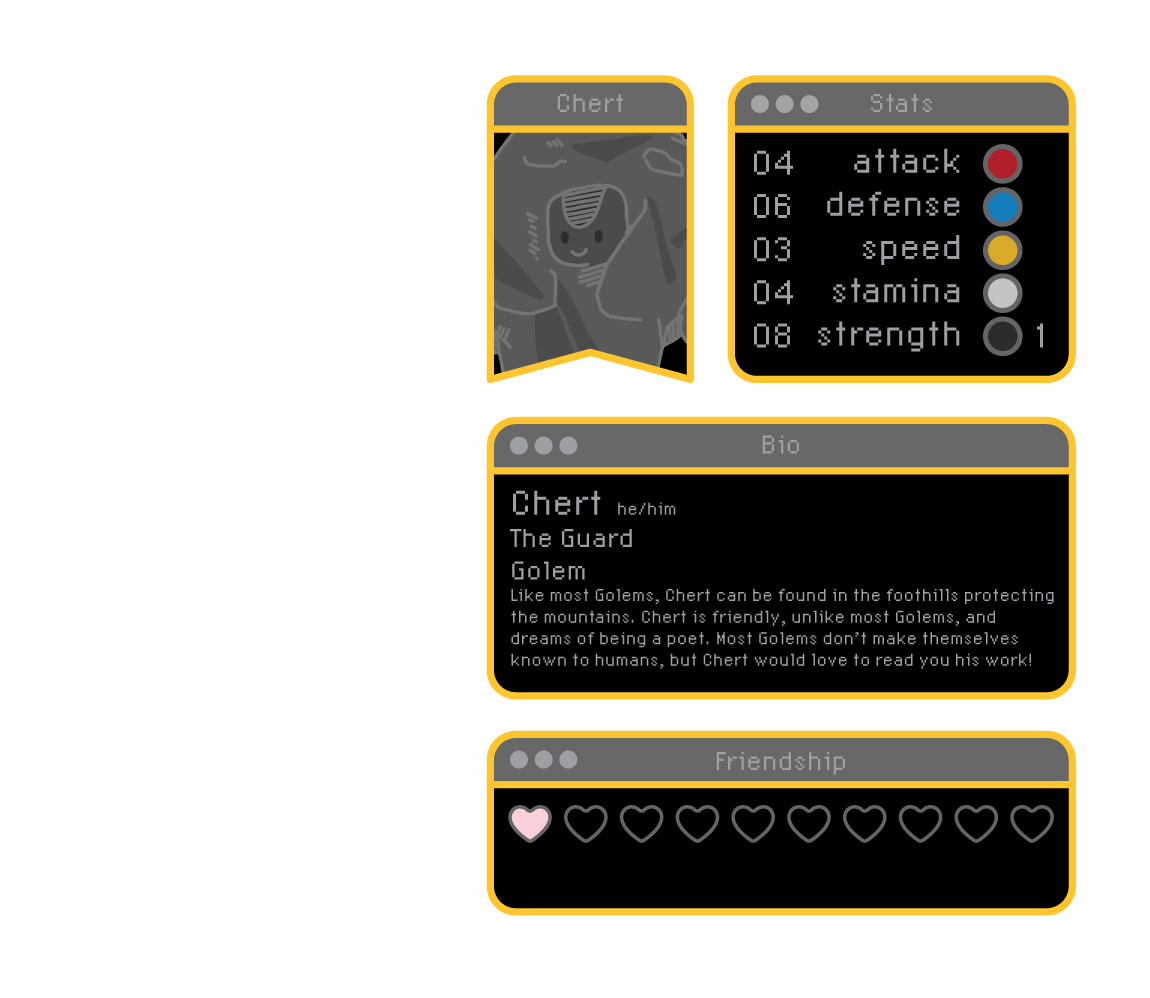 Chert
Stats
04 attack
06 defense
03 speed
04 stamina
08 strength 1
Bio
Chert he/him
The Guard
Golem
Like most Golems, Chert can be found in the foothills protecting
the mountains. Chert is friendly, unlike most Golems, and
dreams of being a poet. Most Golems don't make themselves
known to humans, but Chert would love to read you his work!
Friendship